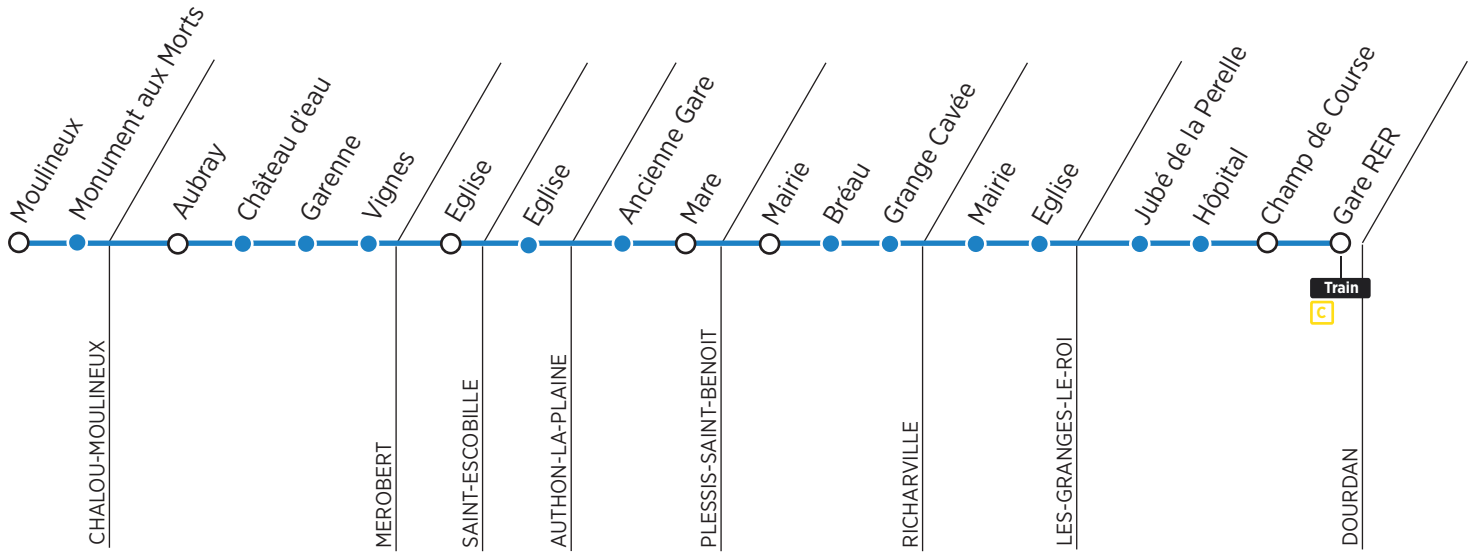 Moulineux
Monument aux Morts
Aubray
Château d'eau
Garenne
Vignes
Eglise
Eglise
Ancienne Gare
Mare
Mairie
Bréau
Grange Cavée
Mairie
Eglise
Jubé de la Perelle
Hôpital
Champ de Course
Gare RER
Train
C
CHALOU-MOULINEUX
MEROBERT
SAINT-ESCOBILLE
AUTHON-LA-PLAINE
PLESSIS-SAINT-BENOIT
RICHARVILLE
LES-GRANGES-LE-ROI
DOURDAN